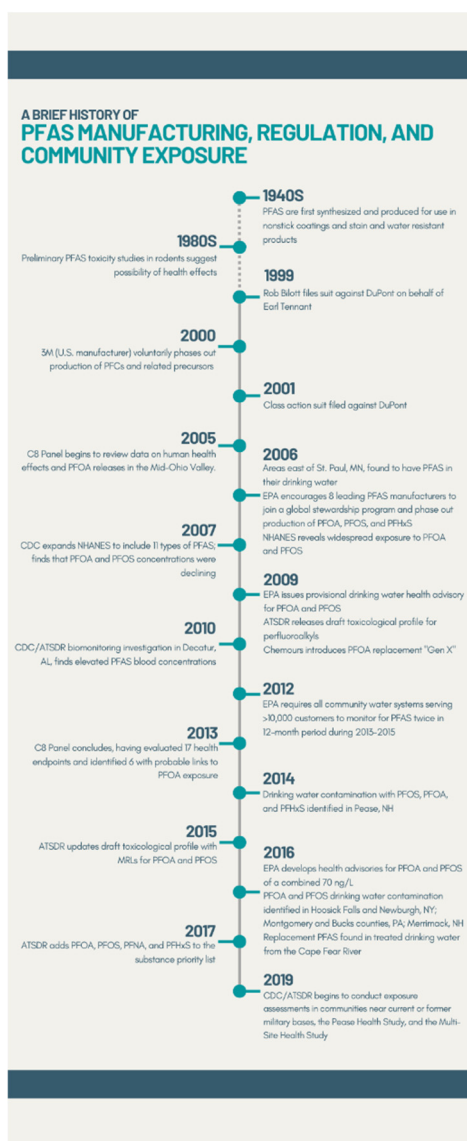 A BRIEF HISTORY OF
PFAS MANUFACTURING, REGULATION, AND
COMMUNITY EXPOSURE
1940S
PFAS are first synthesized and produced for use in
nonstick coatings and stain and water resistant
products
1980S
Preliminary PFAS toxicity studies in rodents suggest
possibility of health effects
1999
Rob Bilott files suit against DuPont on behalf of
Earl Tennant
2000
3M (U.S. manufacturer) voluntarily phases out
production of PFCs and related precursors
2001
Class action suit filed against DuPont
2005
C8 Panel begins to review data on human health
effects and PFOA releases in the Mid-Ohio Valley.
2006
Areas east of St. Paul, MN, found to have PFAS in
their drinking water
EPA encourages 8 leading PFAS manufacturers to
join a global stewardship program and phase out
production of PFOA, PFOS, and PFHxS
NHANES reveals widespread exposure to PFOA
and PFOS
2007
CDC expands NHANES to include 11 types of PFAS;
finds that PFOA and PFOS concentrations were
declining
2009
EPA issues provisional drinking water health advisory
for PFOA and PFOS
ATSDR releases draft toxicological profile for
perfluoroalkyls
Chemours introduces PFOA replacement "Gen X"
2010
CDC/ATSDR biomonitoring investigation in Decatur,
AL, finds elevated PFAS blood concentrations
2012
EPA requires all community water systems serving
>10,000 customers to monitor for PFAS twice in
12-month period during 2013-2015
2013
C8 Panel concludes, having evaluated 17 health
endpoints and identified 6 with probable links to
PFOA exposure
2014
Drinking water contamination with PFOS, PFOA,
and PFHxS identified in Pease, NH
2015
ATSDR updates draft toxicological profile with
MRLs for PFOA and PFOS
2016
EPA develops health advisories for PFOA and PFOS
of a combined 70 ng/L
PFOA and PFOS drinking water contamination
identified in Hoosick Falls and Newburgh, NY;
Montgomery and Bucks counties, PA; Merrimack, NH
Replacement PFAS found in treated drinking water
from the Cape Fear River
2017
ATSDR adds PFOA, PFOS, PFNA, and PFHxS to the
substance priority list
2019
CDC/ATSDR begins to conduct exposure
assessments in communities near current or former
military bases, the Pease Health Study, and the Multi-
Site Health Study